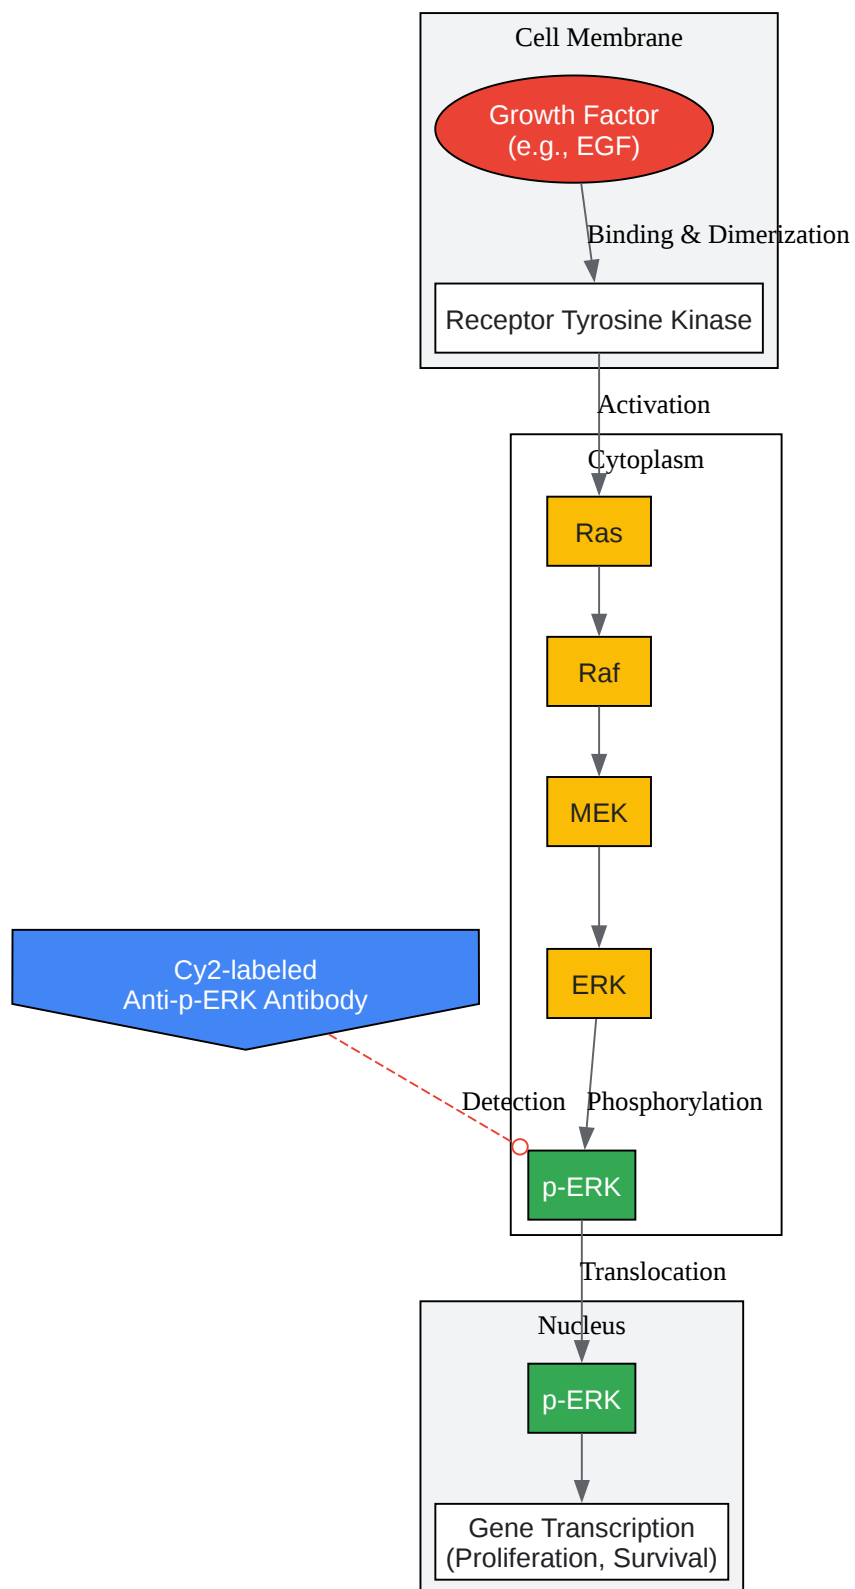 Cell Membrane
Growth Factor
(e.g., EGF)
Binding & Dimerization
Receptor Tyrosine Kinase
Activation
Cytoplasm
Ras
Raf
MEK
Cy2-labeled
Anti-p-ERK Antibody
ERK
Detection
Phosphorylation
p-ERK
Translocation
Nucleus
p-ERK
Gene Transcription
(Proliferation, Survival)